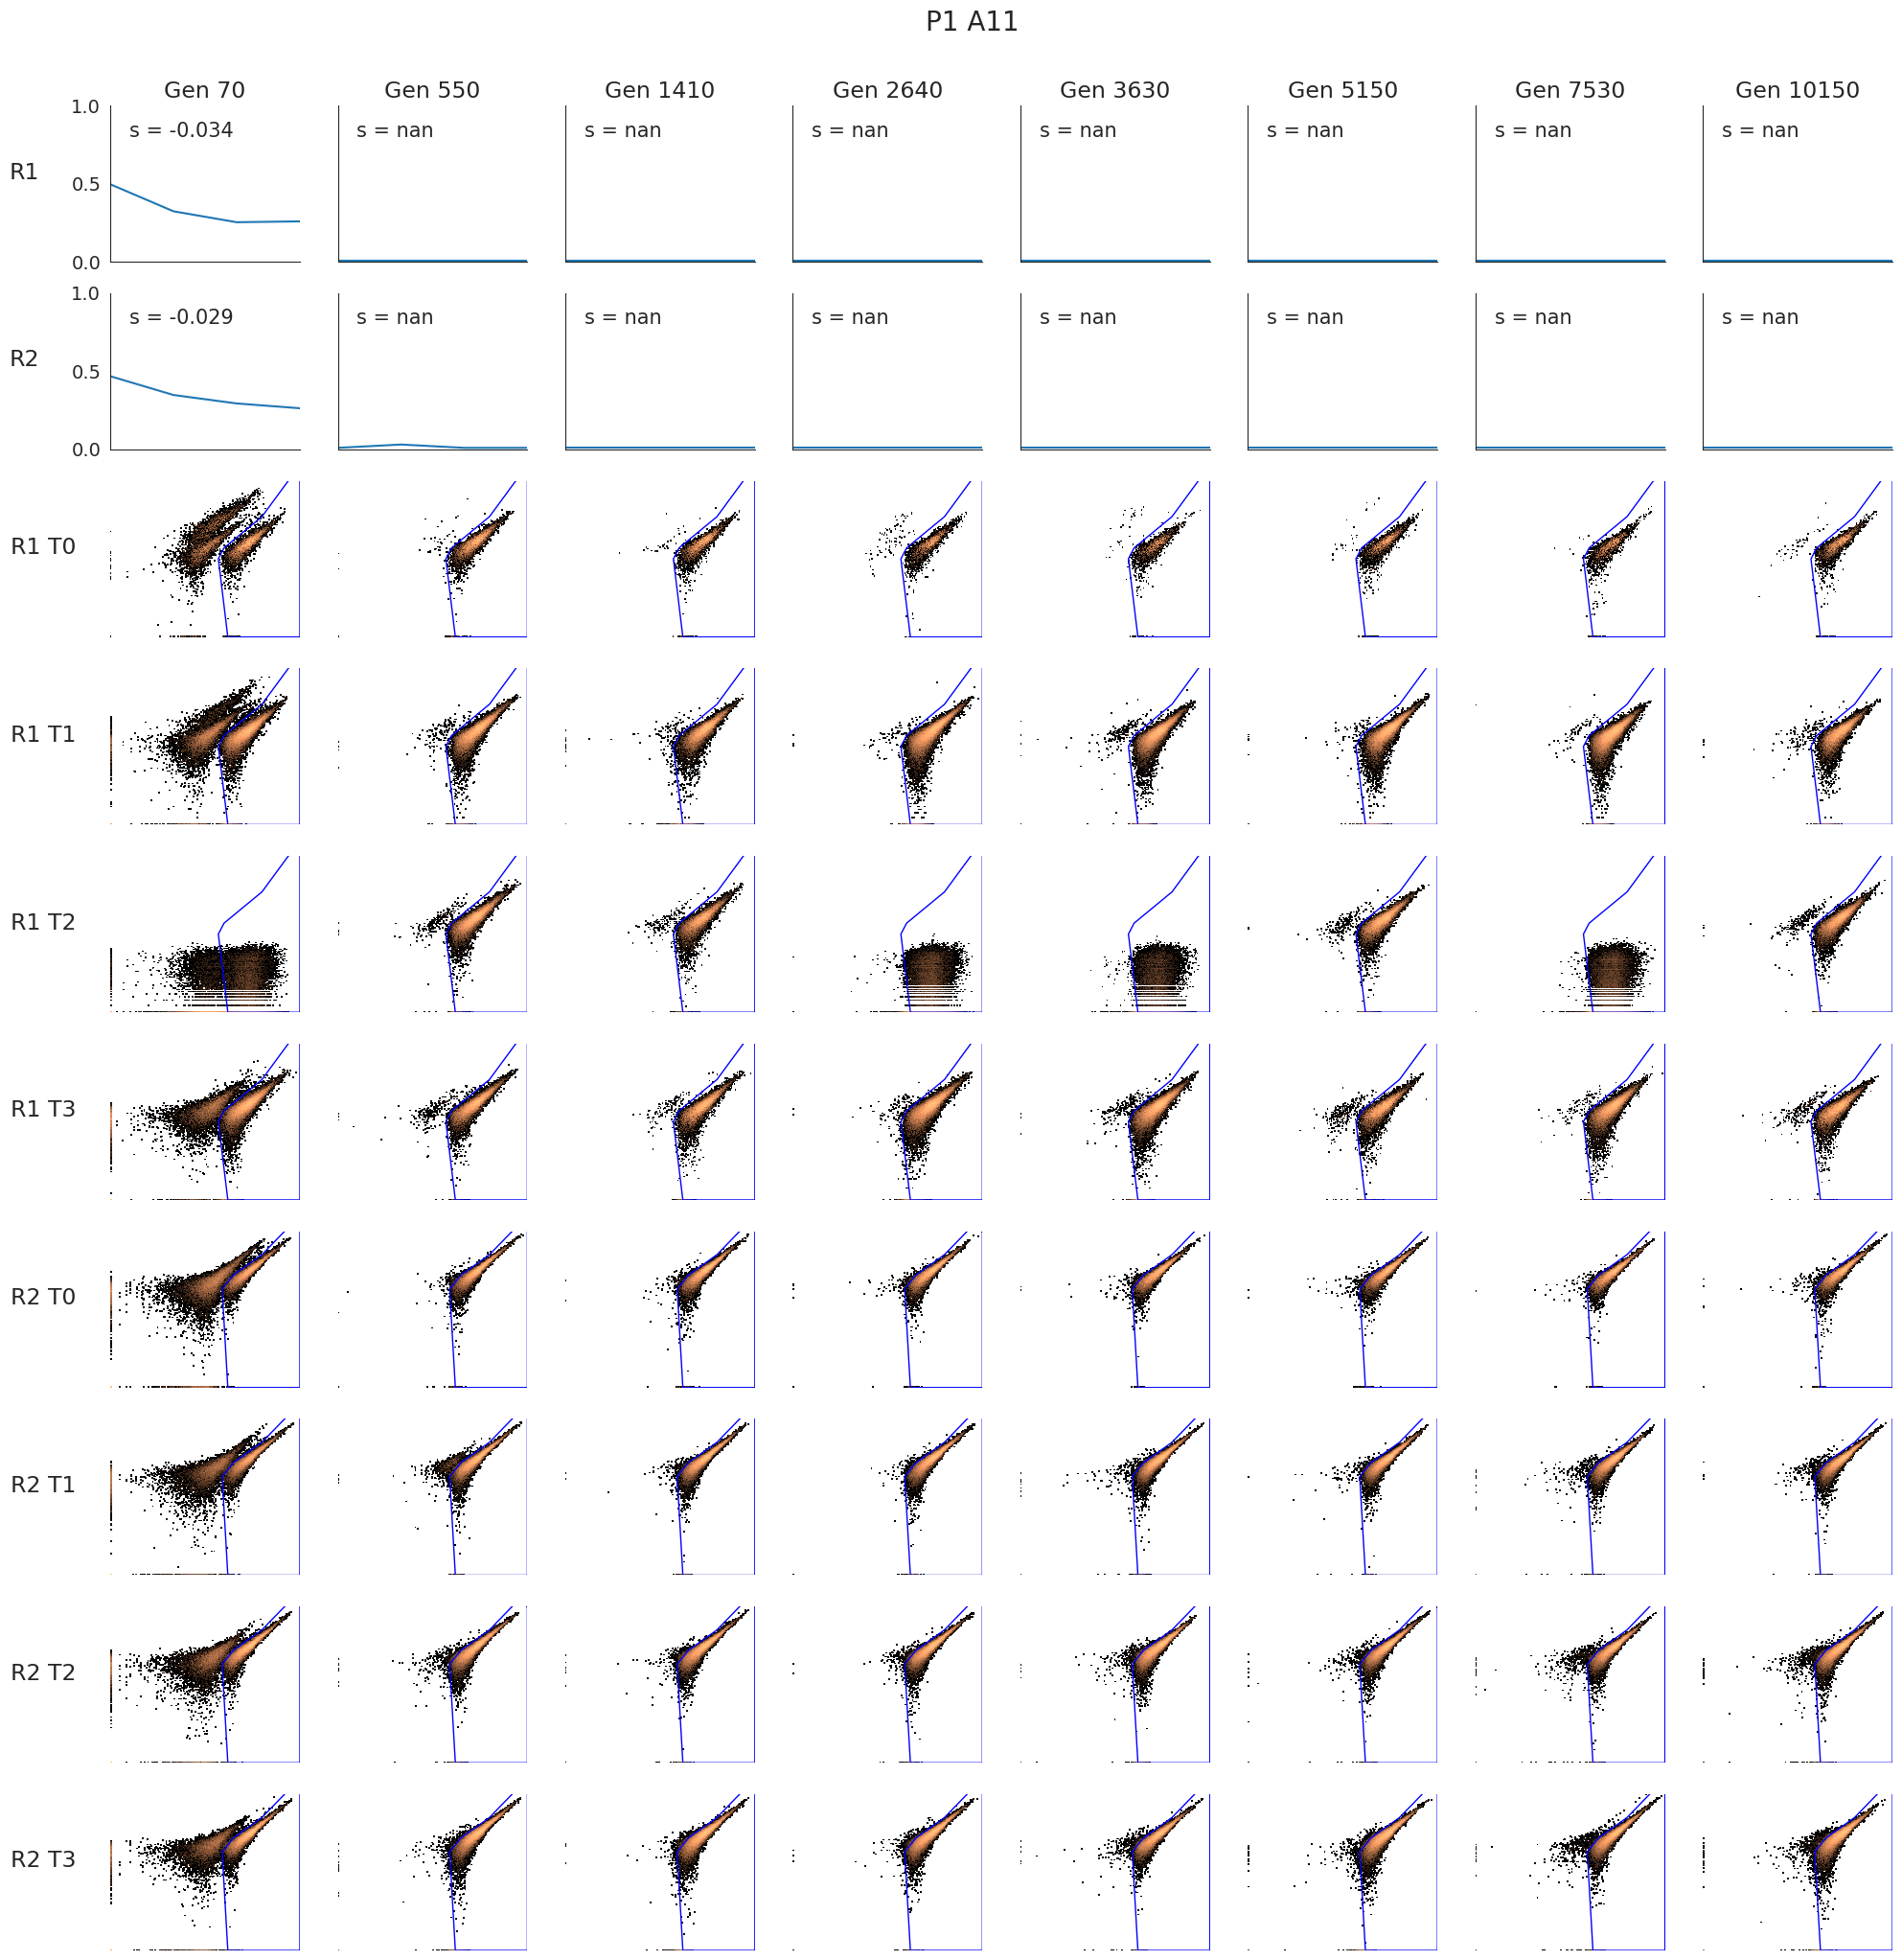 P1 A11
Gen 70 Gen 550 Gen 1410 Gen 2640 Gen 3630 Gen 5150 Gen 7530 Gen 10150
1.0
s = -0.034 s = nan s = nan s = nan s = nan s = nan s = nan s = nan
R1
0.5
0.0
1.0
s = -0.029 s = nan s = nan s = nan s = nan s = nan s = nan s = nan
R2
0.5
0.0
R1 T0
R1 T1
R1 T2
R1 T3
R2 T0
R2 T1
R2 T2
R2 T3